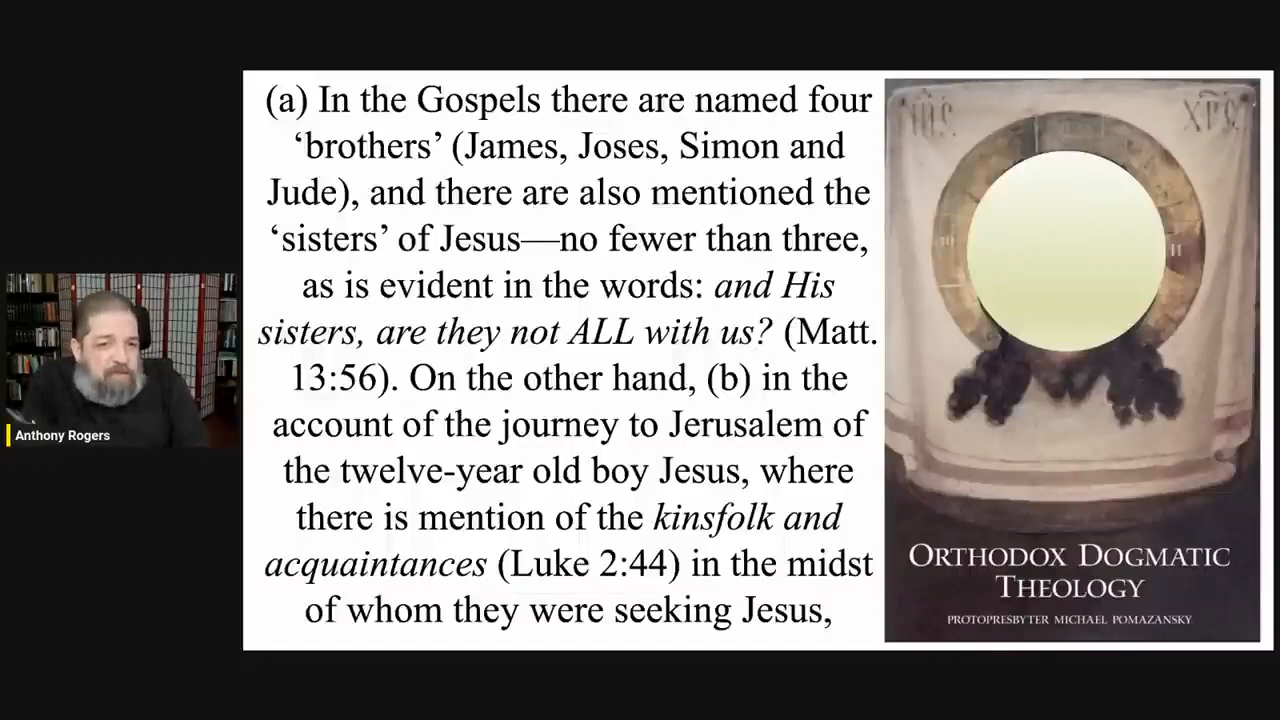 (a) In the Gospels there are named four
‘brothers’ (James, Joses, Simon and
Jude), and there are also mentioned the
‘sisters’ of Jesus—no fewer than three,
as is evident in the words: and His
sisters, are they not ALL with us? (Matt.
13:56). On the other hand, (b) in the
account of the journey to Jerusalem of
the twelve-year old boy Jesus, where
there is mention of the kinsfolk and
acquaintances (Luke 2:44) in the midst
of whom they were seeking Jesus,
ORTHODOX DOGMATIC
THEOLOGY
PROTOPRESBYTER MICHAEL POMAZANSKY
Anthony Rogers